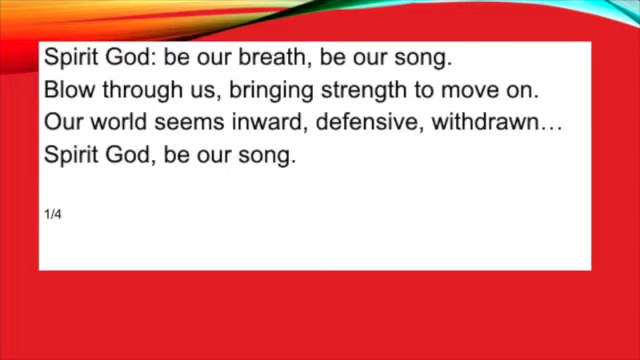 Spirit God: be our breath, be our song.
Blow through us, bringing strength to move on.
Our world seems inward, defensive, withdrawn…
Spirit God, be our song.
1/4